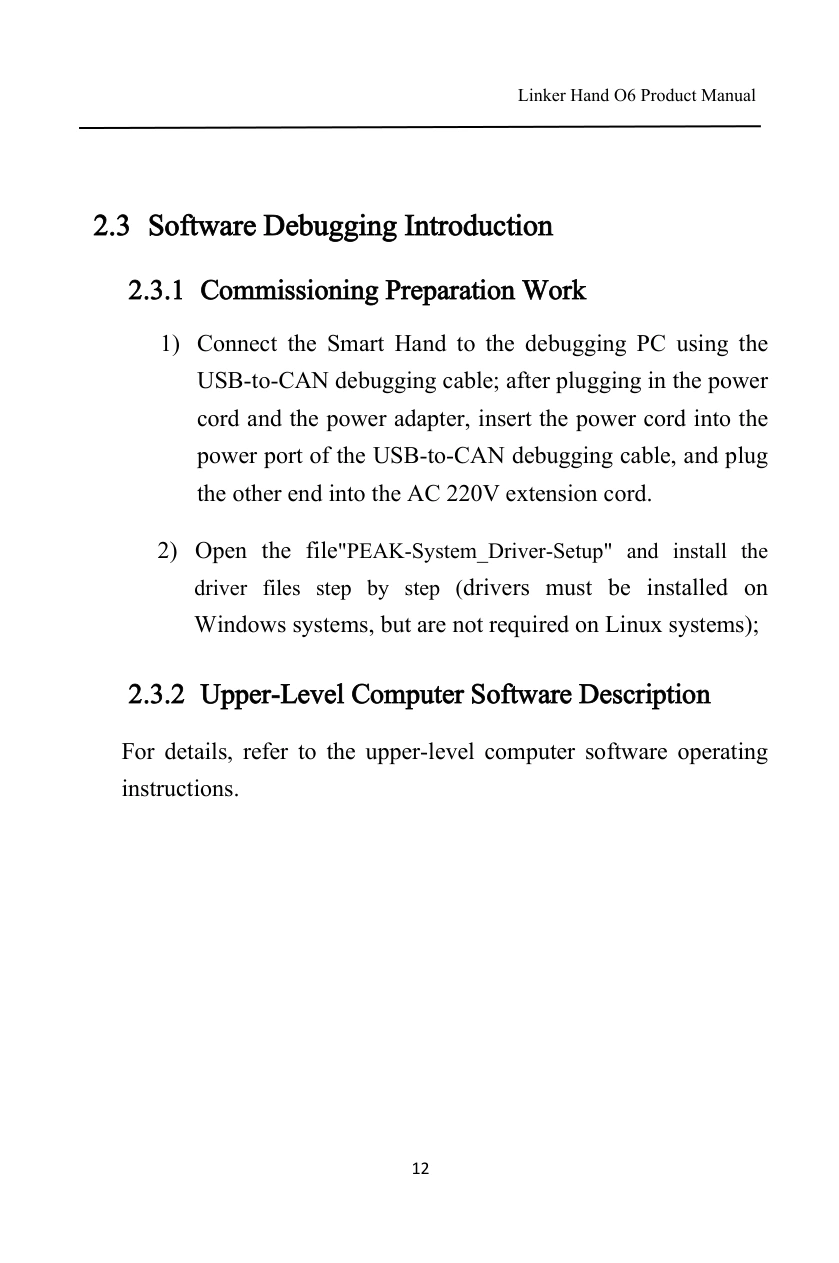 Linker Hand O6 Product Manual
2.3 Software Debugging Introduction
2.3.1 Commissioning Preparation Work
1) Connect the Smart Hand to the debugging PC using the
USB-to-CAN debugging cable; after plugging in the power
cord and the power adapter, insert the power cord into the
power port of the USB-to-CAN debugging cable, and plug
the other end into the AC 220V extension cord.
2) Open the file"PEAK-System_Driver-Setup" and install the
driver files step by step (drivers must be installed on
Windows systems, but are not required on Linux systems);
2.3.2 Upper-Level Computer Software Description
For details, refer to the upper-level computer software operating
instructions.
12